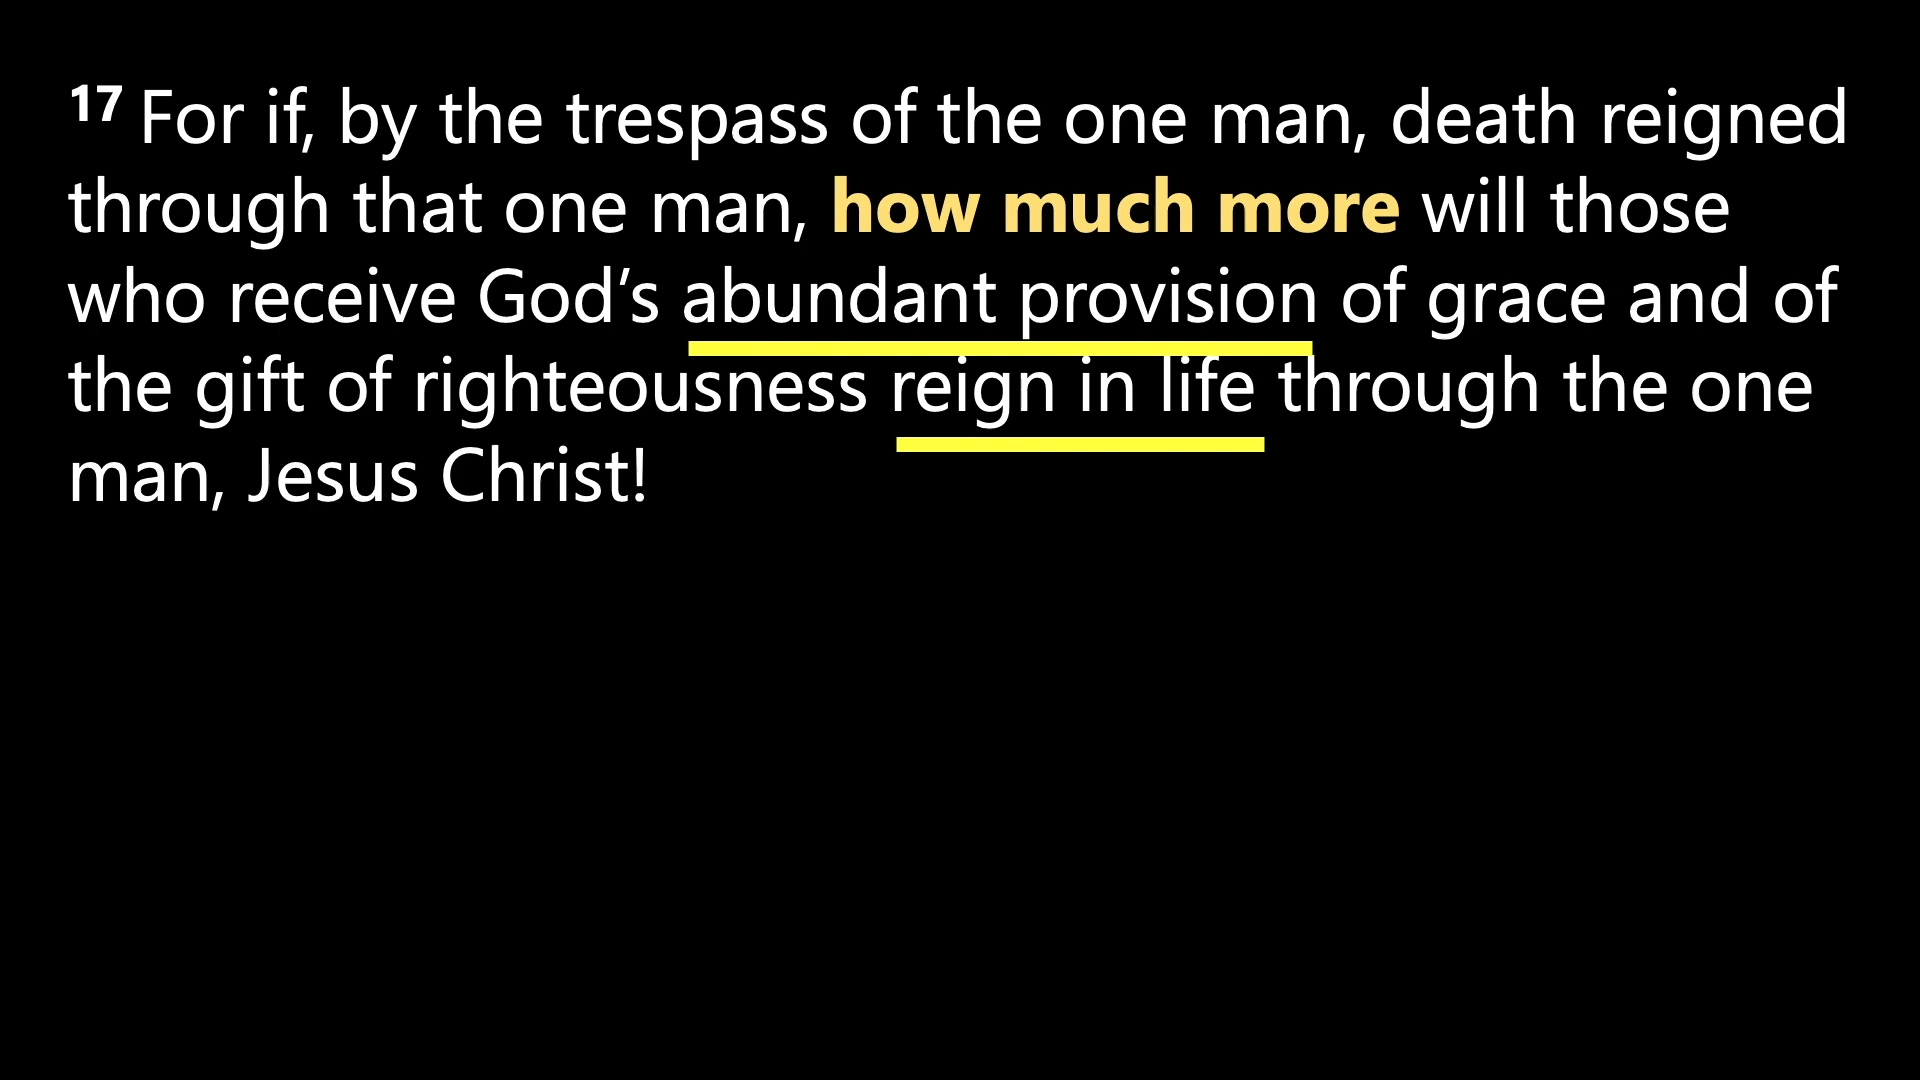 17 For if, by the trespass of the one man, death reigned
through that one man, how much more will those
who receive God’s abundant provision of grace and of
the gift of righteousness reign in life through the one
man, Jesus Christ!